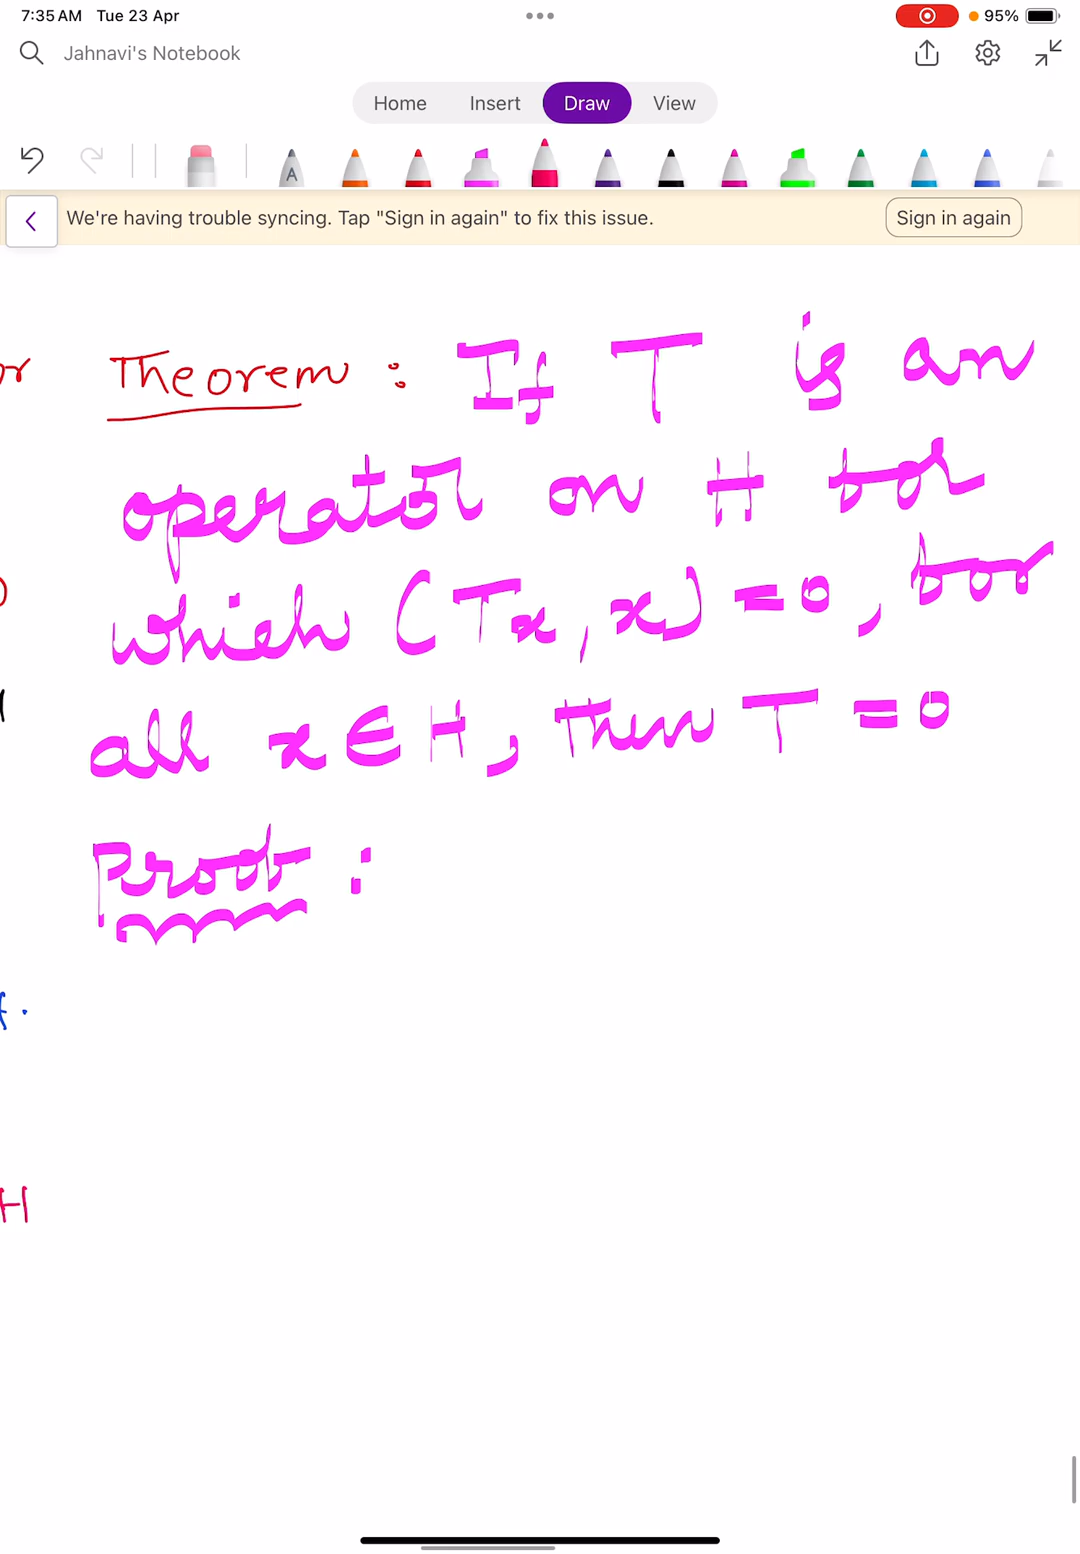 7:35 AM Tue 23 Apr
95%
Jahnavi's Notebook
Home Insert Draw View
A
We're having trouble syncing. Tap "Sign in again" to fix this issue.
Sign in again
or Theorem : If T is an
operator on H for
which (Tx, x) = 0, for
all x ∈ H, then T = 0
Proof :
H